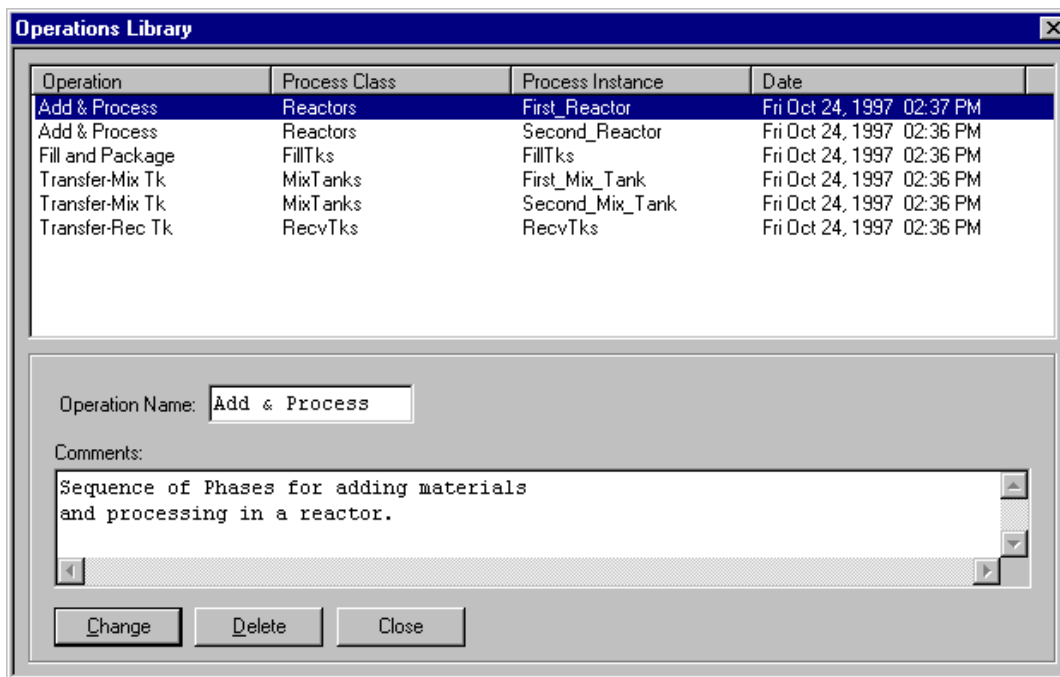 Operations Library
Operation Process Class Process Instance Date
Add & Process Reactors First_Reactor Fri Oct 24, 1997 02:37 PM
Add & Process Reactors Second_Reactor Fri Oct 24, 1997 02:36 PM
Fill and Package FillTks FillTks Fri Oct 24, 1997 02:36 PM
Transfer-Mix Tk MixTanks First_Mix_Tank Fri Oct 24, 1997 02:36 PM
Transfer-Mix Tk MixTanks Second_Mix_Tank Fri Oct 24, 1997 02:36 PM
Transfer-Rec Tk RecvTks RecvTks Fri Oct 24, 1997 02:36 PM
Operation Name: Add & Process
Comments:
Sequence of Phases for adding materials
and processing in a reactor.
Change Delete Close